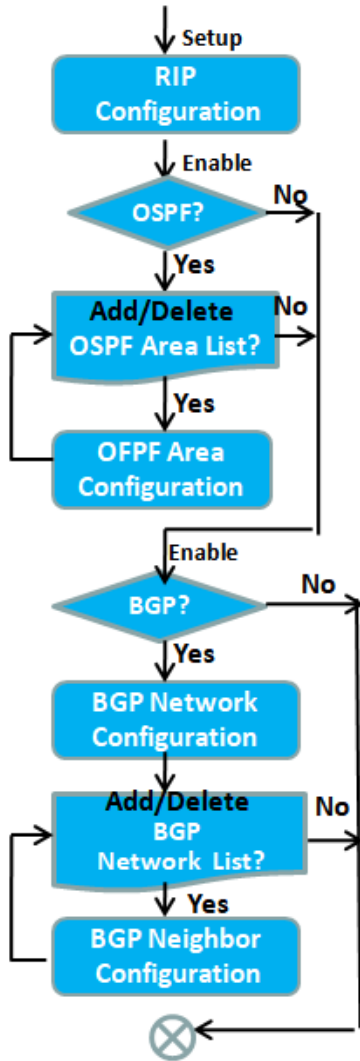 Setup
RIP
Configuration
Enable
OSPF?
No
Yes
Add/Delete
OSPF Area List?
No
Yes
OFPF Area
Configuration
Enable
BGP?
No
Yes
BGP Network
Configuration
Add/Delete
BGP
Network List?
No
Yes
BGP Neighbor
Configuration